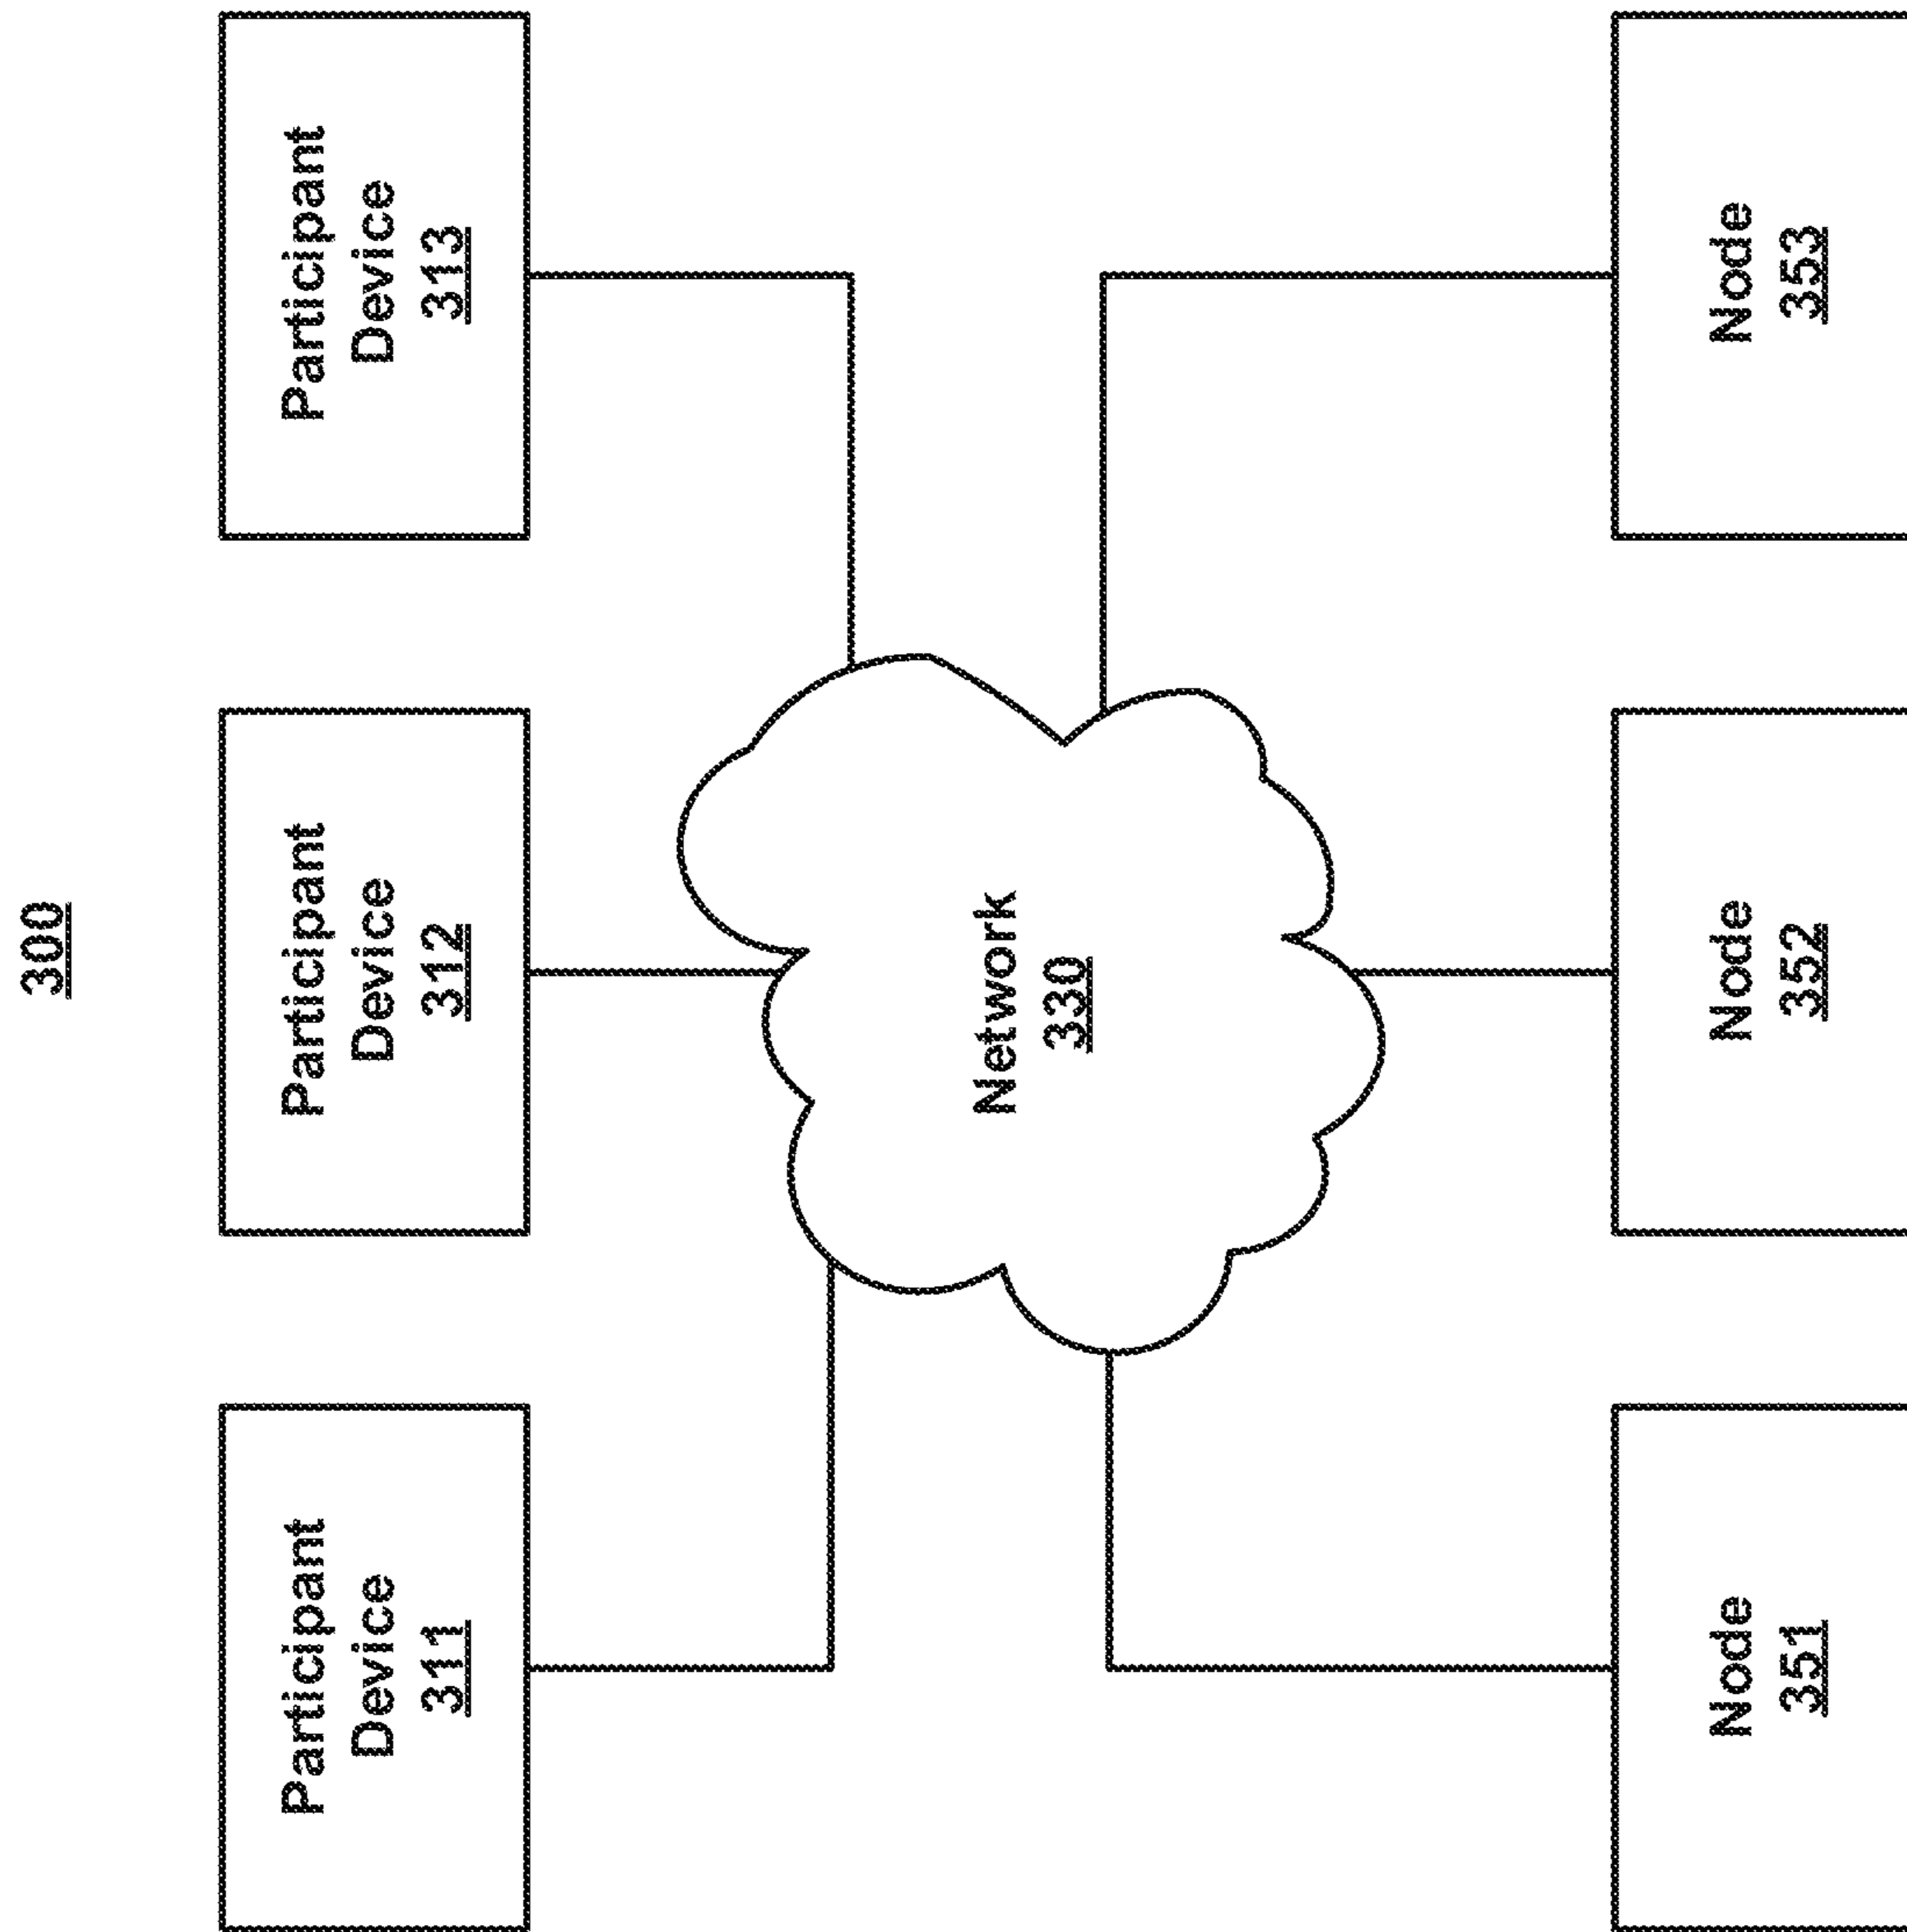 300
Participant
Device
311
Participant
Device
312
Participant
Device
313
Network
330
Node
351
Node
352
Node
353